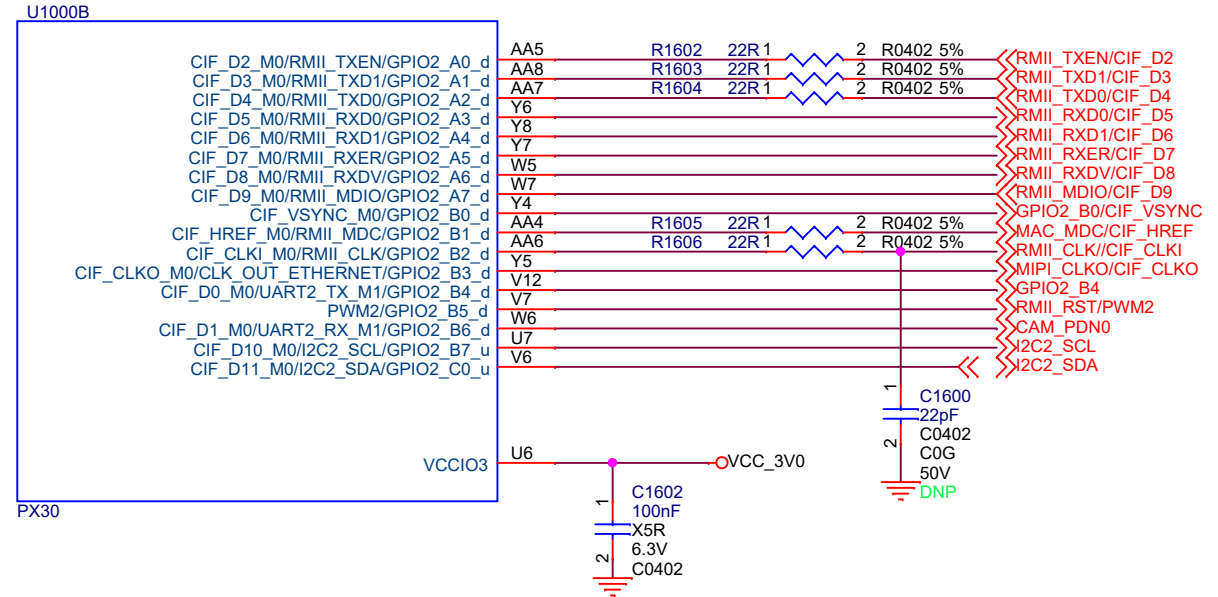 U1000B
CIF_D2_M0/RMII_TXEN/GPIO2_A0_d AA5 R1602 22R 1 2 R0402 5% RMII_TXEN/CIF_D2
CIF_D3_M0/RMII_TXD1/GPIO2_A1_d AA8 R1603 22R 1 2 R0402 5% RMII_TXD1/CIF_D3
CIF_D4_M0/RMII_TXD0/GPIO2_A2_d AA7 R1604 22R 1 2 R0402 5% RMII_TXD0/CIF_D4
CIF_D5_M0/RMII_RXD0/GPIO2_A3_d Y6 RMII_RXD0/CIF_D5
CIF_D6_M0/RMII_RXD1/GPIO2_A4_d Y8 RMII_RXD1/CIF_D6
CIF_D7_M0/RMII_RXER/GPIO2_A5_d Y7 RMII_RXER/CIF_D7
CIF_D8_M0/RMII_RXDV/GPIO2_A6_d W5 RMII_RXDV/CIF_D8
CIF_D9_M0/RMII_MDIO/GPIO2_A7_d W7 RMII_MDIO/CIF_D9
CIF_VSYNC_M0/GPIO2_B0_d Y4 GPIO2_B0/CIF_VSYNC
CIF_HREF_M0/RMII_MDC/GPIO2_B1_d AA4 R1605 22R 1 2 R0402 5% MAC_MDC/CIF_HREF
CIF_CLKI_M0/RMII_CLK/GPIO2_B2_d AA6 R1606 22R 1 2 R0402 5% RMII_CLK//CIF_CLKI
CIF_CLKO_M0/CLK_OUT_ETHERNET/GPIO2_B3_d Y5 MIPI_CLKO/CIF_CLKO
CIF_D0_M0/UART2_TX_M1/GPIO2_B4_d V12 GPIO2_B4
PWM2/GPIO2_B5_d V7 RMII_RST/PWM2
CIF_D1_M0/UART2_RX_M1/GPIO2_B6_d W6 CAM_PDN0
CIF_D10_M0/I2C2_SCL/GPIO2_B7_u U7 I2C2_SCL
CIF_D11_M0/I2C2_SDA/GPIO2_C0_u V6 I2C2_SDA
1 C1600
22pF
2 C0402
C0G
50V
DNP
VCCIO3 U6 VCC_3V0
1 C1602
100nF
X5R
6.3V
2 C0402
PX30